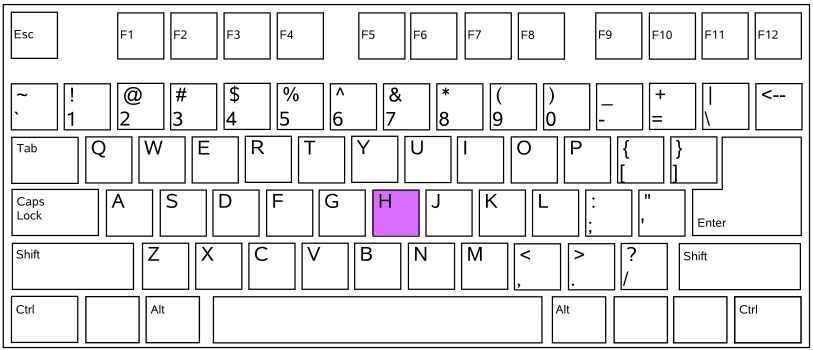 Esc F1 F2 F3 F4 F5 F6 F7 F8 F9 F10 F11 F12
~ ! @ # $ % ^ & * ( ) _ + | <--
` 1 2 3 4 5 6 7 8 9 0 - = \
Tab Q W E R T Y U I O P { }
[ ]
Caps A S D F G H J K L : "
Lock ; ' Enter
Shift Z X C V B N M < > ? Shift
, . /
Ctrl Alt Alt Ctrl